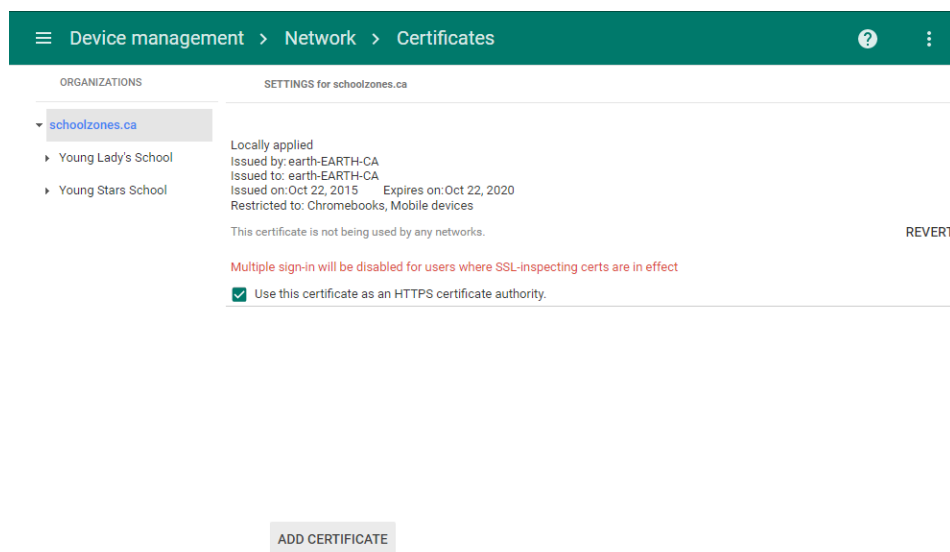 Device management > Network > Certificates
ORGANIZATIONS
SETTINGS for schoolzones.ca
schoolzones.ca
Young Lady's School
Young Stars School
Locally applied
Issued by: earth-EARTH-CA
Issued to: earth-EARTH-CA
Issued on:Oct 22, 2015 Expires on:Oct 22, 2020
Restricted to: Chromebooks, Mobile devices
This certificate is not being used by any networks.
REVERT
Multiple sign-in will be disabled for users where SSL-inspecting certs are in effect
Use this certificate as an HTTPS certificate authority.
ADD CERTIFICATE